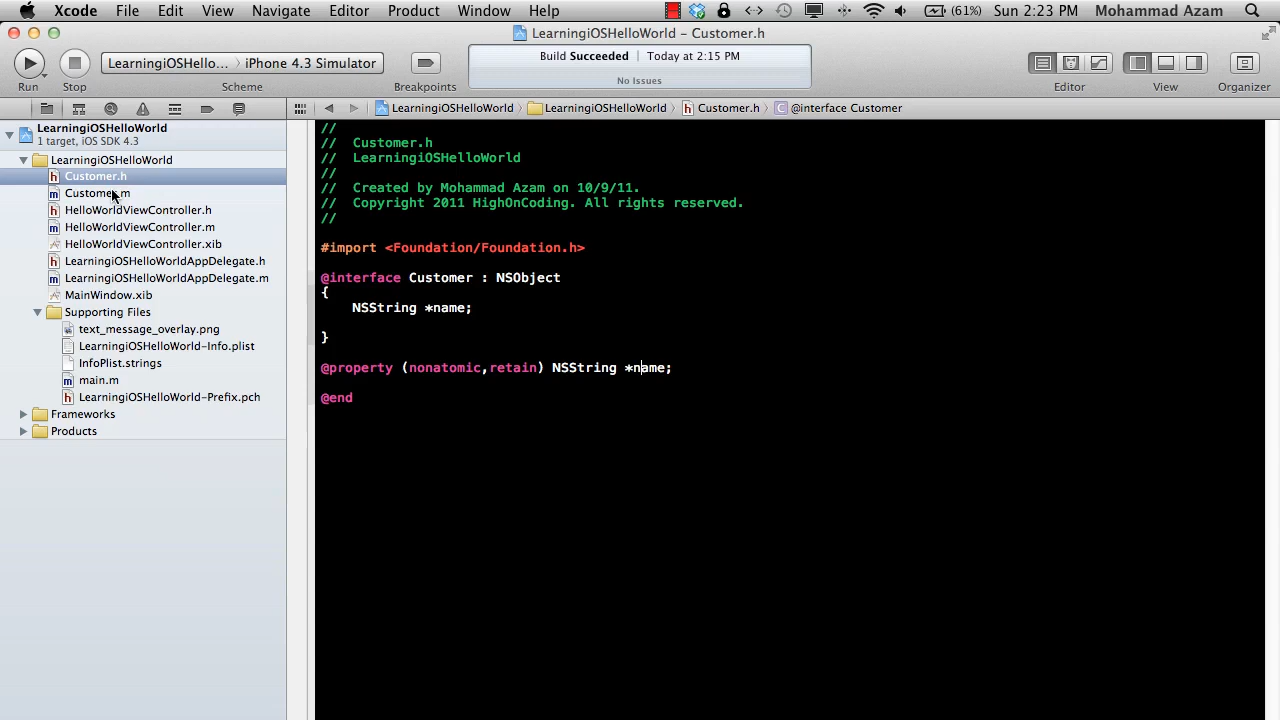 Xcode File Edit View Navigate Editor Product Window Help (61%) Sun 2:23 PM Mohammad Azam
LearningiOSHelloWorld – Customer.h
Run Stop LearningiOSHello... iPhone 4.3 Simulator Scheme Breakpoints
Build Succeeded | Today at 2:15 PM
No Issues
Editor View Organizer
LearningiOSHelloWorld LearningiOSHelloWorld Customer.h @interface Customer
LearningiOSHelloWorld
1 target, iOS SDK 4.3
LearningiOSHelloWorld
Customer.h
Customer.m
HelloWorldViewController.h
HelloWorldViewController.m
HelloWorldViewController.xib
LearningiOSHelloWorldAppDelegate.h
LearningiOSHelloWorldAppDelegate.m
MainWindow.xib
Supporting Files
text_message_overlay.png
LearningiOSHelloWorld-Info.plist
InfoPlist.strings
main.m
LearningiOSHelloWorld-Prefix.pch
Frameworks
Products
//
//  Customer.h
//  LearningiOSHelloWorld
//
//  Created by Mohammad Azam on 10/9/11.
//  Copyright 2011 HighOnCoding. All rights reserved.
//
#import <Foundation/Foundation.h>
@interface Customer : NSObject
{
NSString *name;
}
@property (nonatomic,retain) NSString *name;
@end